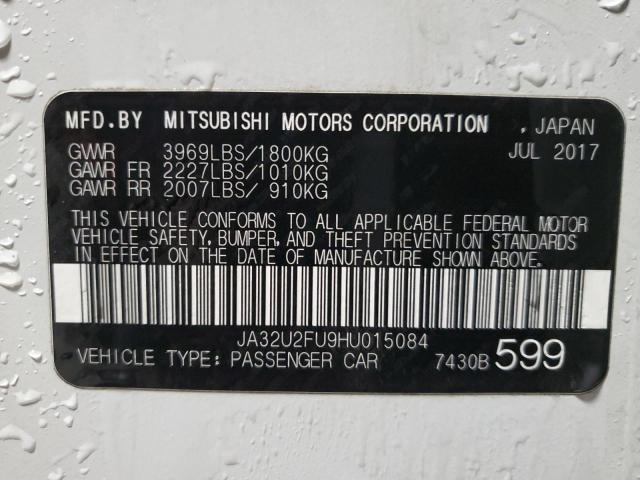 MFD.BY MITSUBISHI MOTORS CORPORATION , JAPAN
GVWR 3969LBS/1800KG JUL 2017
GAWR FR 2227LBS/1010KG
GAWR RR 2007LBS/ 910KG
THIS VEHICLE CONFORMS TO ALL APPLICABLE FEDERAL MOTOR
VEHICLE SAFETY, BUMPER, AND THEFT PREVENTION STANDARDS
IN EFFECT ON THE DATE OF MANUFACTURE SHOWN ABOVE.
JA32U2FU9HU015084
VEHICLE TYPE: PASSENGER CAR 7430B 599